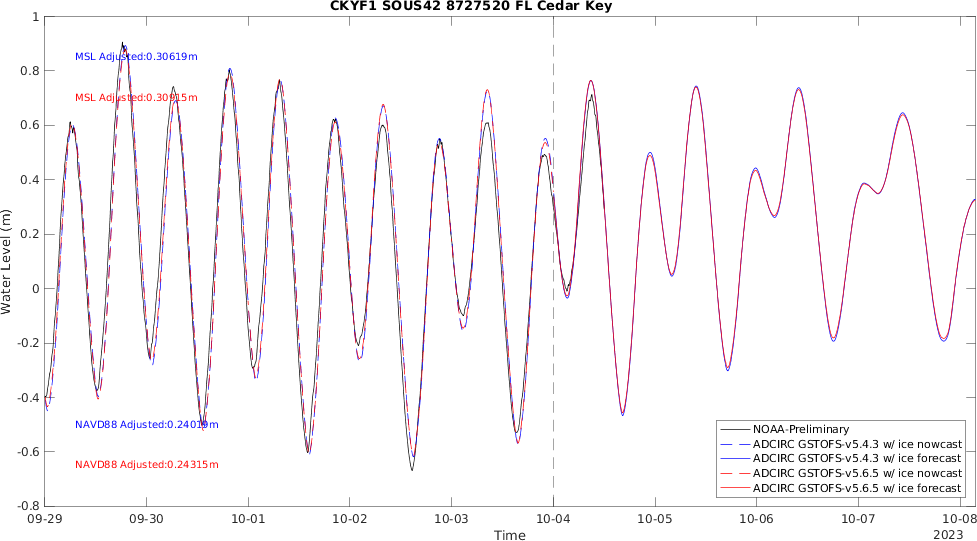 CKYF1 SOUS42 8727520 FL Cedar Key
1
0.8
0.6
0.4
0.2
0
-0.2
-0.4
-0.6
-0.8
Water Level (m)
MSL Adjusted:0.30619m
MSL Adjusted:0.30915m
NAVD88 Adjusted:0.24019m
NAVD88 Adjusted:0.24315m
NOAA-Preliminary
ADCIRC GSTOFS-v5.4.3 w/ ice nowcast
ADCIRC GSTOFS-v5.4.3 w/ ice forecast
ADCIRC GSTOFS-v5.6.5 w/ ice nowcast
ADCIRC GSTOFS-v5.6.5 w/ ice forecast
09-29 09-30 10-01 10-02 10-03 10-04 10-05 10-06 10-07 10-08
Time
2023